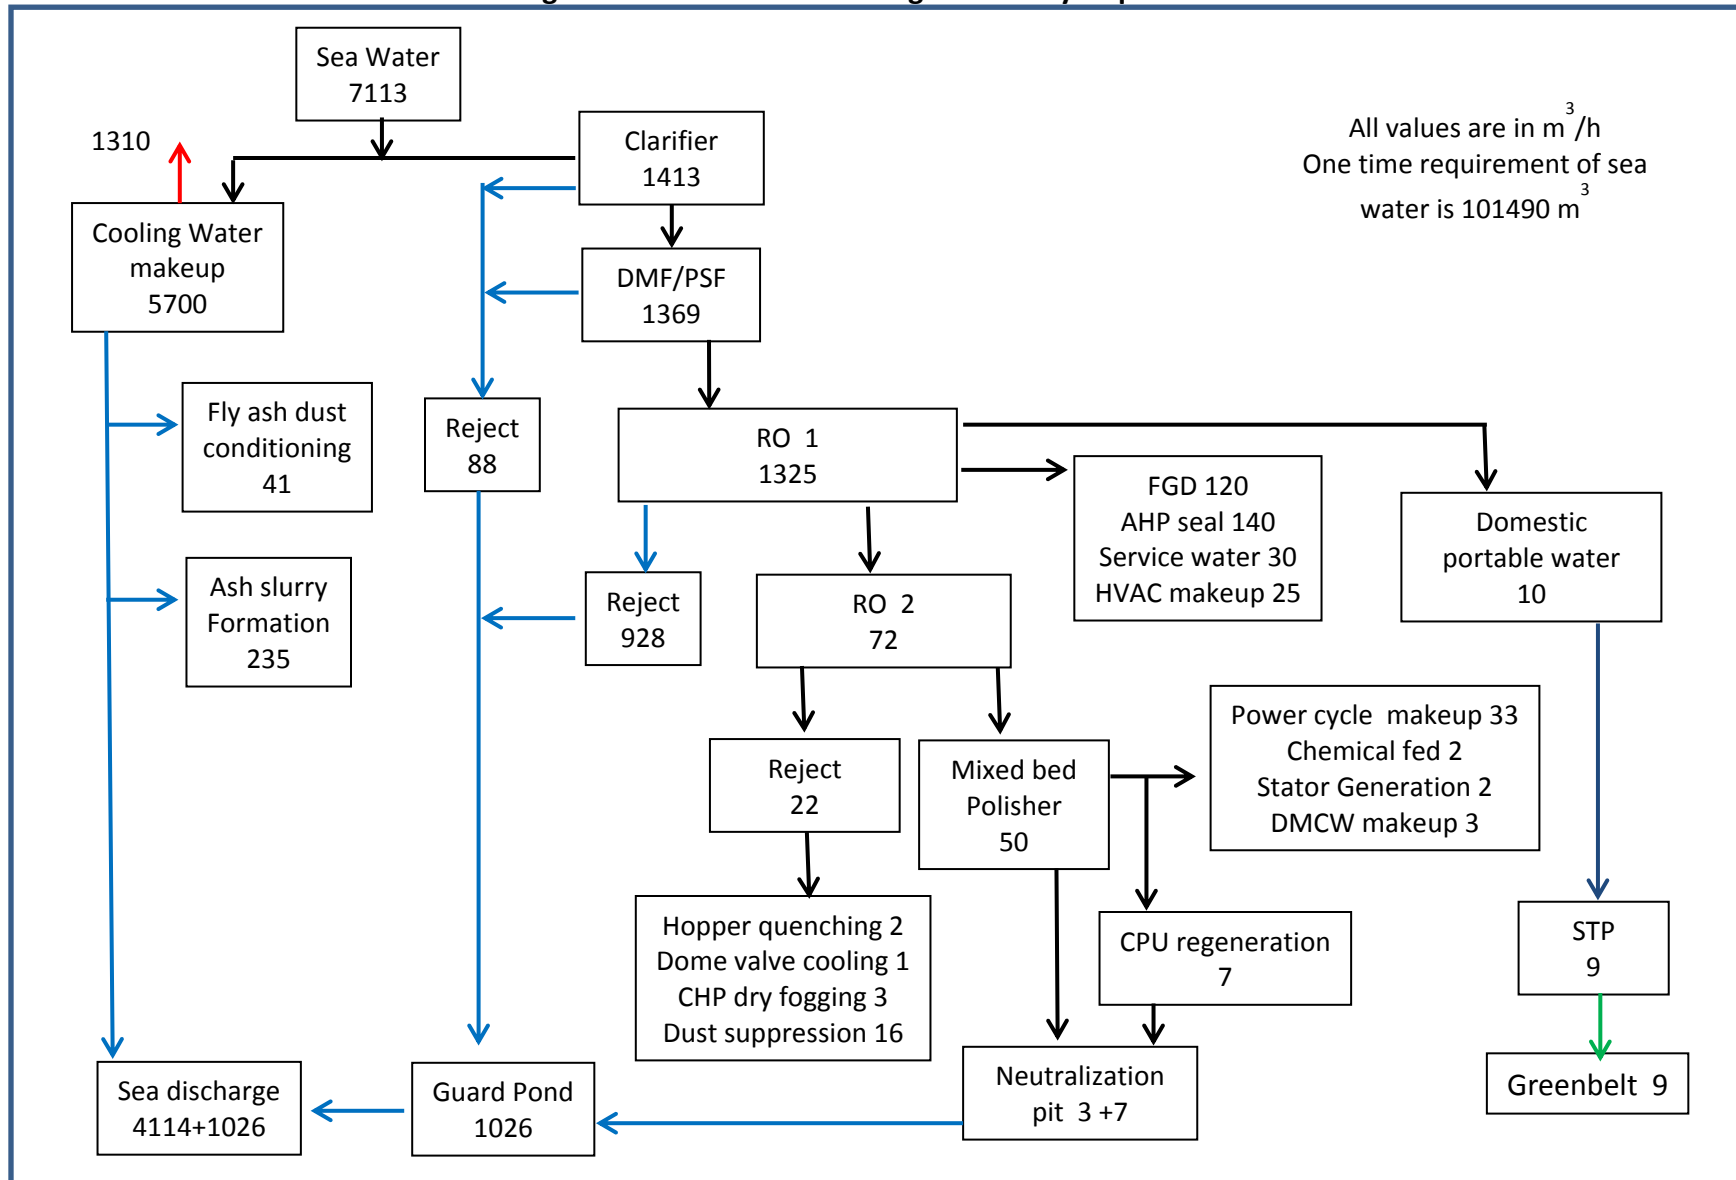 Sea Water
7113
1310
Clarifier
1413
All values are in m³/h
One time requirement of sea
water is 101490 m³
Cooling Water
makeup
5700
DMF/PSF
1369
Fly ash dust
conditioning
41
Reject
88
RO 1
1325
FGD 120
AHP seal 140
Service water 30
HVAC makeup 25
Domestic
portable water
10
Ash slurry
Formation
235
Reject
928
RO 2
72
Reject
22
Mixed bed
Polisher
50
Power cycle makeup 33
Chemical fed 2
Stator Generation 2
DMCW makeup 3
Hopper quenching 2
Dome valve cooling 1
CHP dry fogging 3
Dust suppression 16
CPU regeneration
7
STP
9
Sea discharge
4114+1026
Guard Pond
1026
Neutralization
pit 3 +7
Greenbelt 9